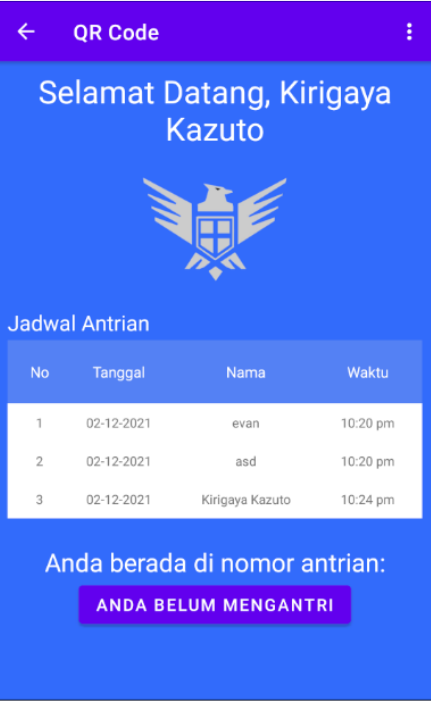 QR Code
Selamat Datang, Kirigaya
Kazuto
Jadwal Antrian
No Tanggal Nama Waktu
1 02-12-2021 evan 10:20 pm
2 02-12-2021 asd 10:20 pm
3 02-12-2021 Kirigaya Kazuto 10:24 pm
Anda berada di nomor antrian:
ANDA BELUM MENGANTRI